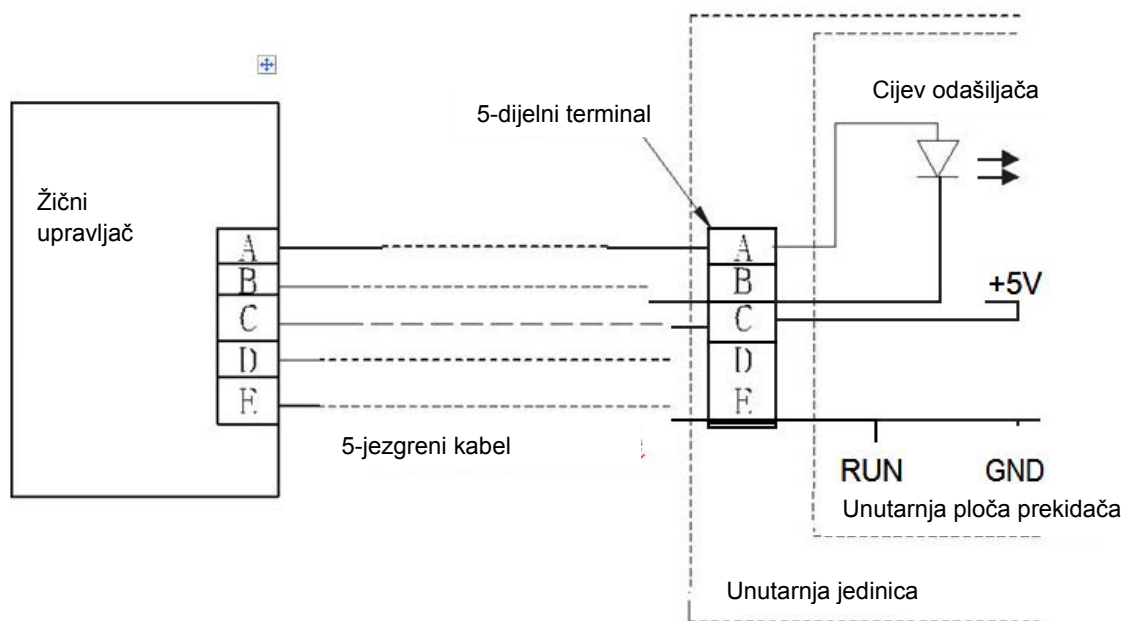 Cijev odašiljača
5-dijelni terminal
Žični
upravljač
A
B
C
D
E
A
B
C
D
E
+5V
5-jezgreni kabel
RUN
GND
Unutarnja ploča prekidača
Unutarnja jedinica